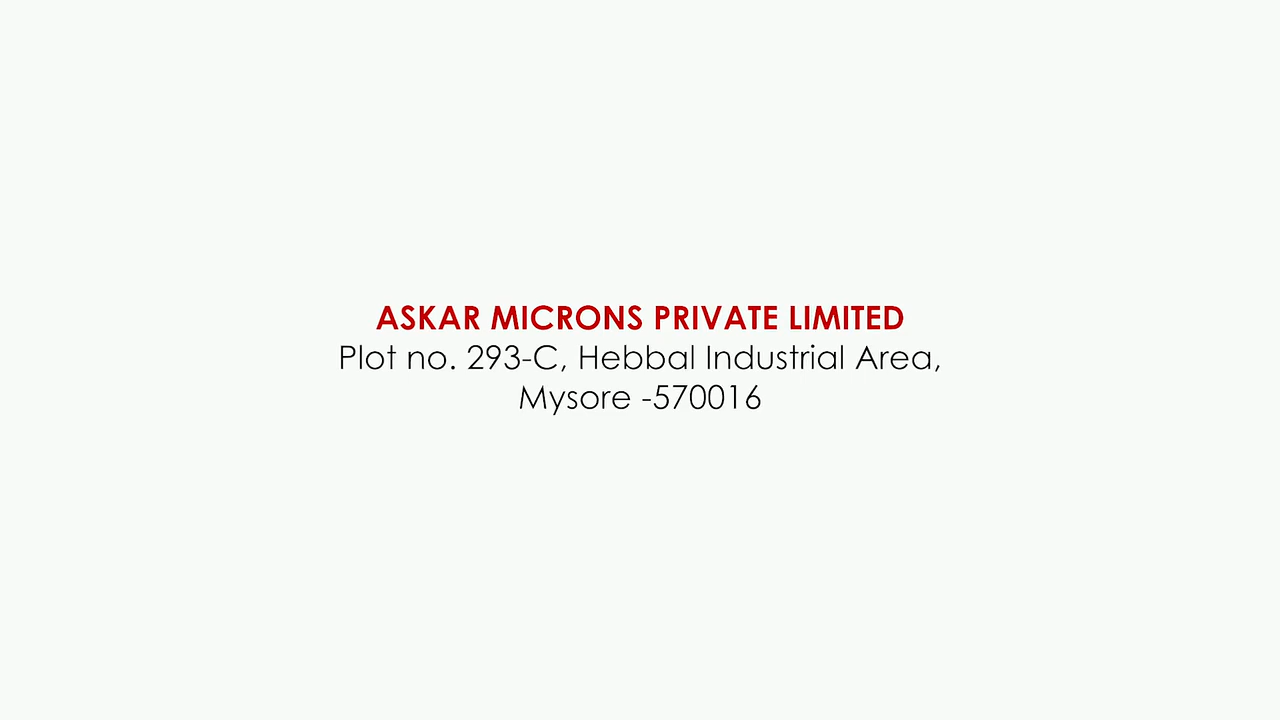 ASKAR MICRONS PRIVATE LIMITED
Plot no. 293-C, Hebbal Industrial Area,
Mysore -570016